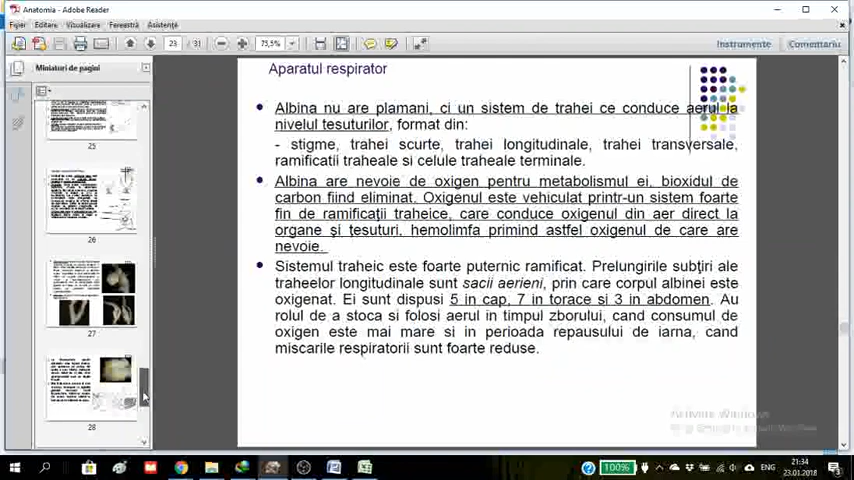 Anatomia - Adobe Reader
Fișier Editare Vizualizare Fereastră Asistență
23 / 31 73,5%
Instrumente Comentariu
Miniaturi de pagini
25
26
27
28
Aparatul respirator
Albina nu are plamani, ci un sistem de trahei ce conduce aerul la
nivelul tesuturilor, format din:
- stigme, trahei scurte, trahei longitudinale, trahei transversale,
ramificatii traheale si celule traheale terminale.
Albina are nevoie de oxigen pentru metabolismul ei, bioxidul de
carbon fiind eliminat. Oxigenul este vehiculat printr-un sistem foarte
fin de ramificaţii traheice, care conduce oxigenul din aer direct la
organe şi ţesuturi, hemolimfa primind astfel oxigenul de care are
nevoie.
Sistemul traheic este foarte puternic ramificat. Prelungirile subţiri ale
traheelor longitudinale sunt sacii aerieni, prin care corpul albinei este
oxigenat. Ei sunt dispusi 5 in cap, 7 in torace si 3 in abdomen. Au
rolul de a stoca si folosi aerul in timpul zborului, cand consumul de
oxigen este mai mare si in perioada repausului de iarna, cand
miscarile respiratorii sunt foarte reduse.
Activate Windows
100%
ENG
21:34
23.01.2018